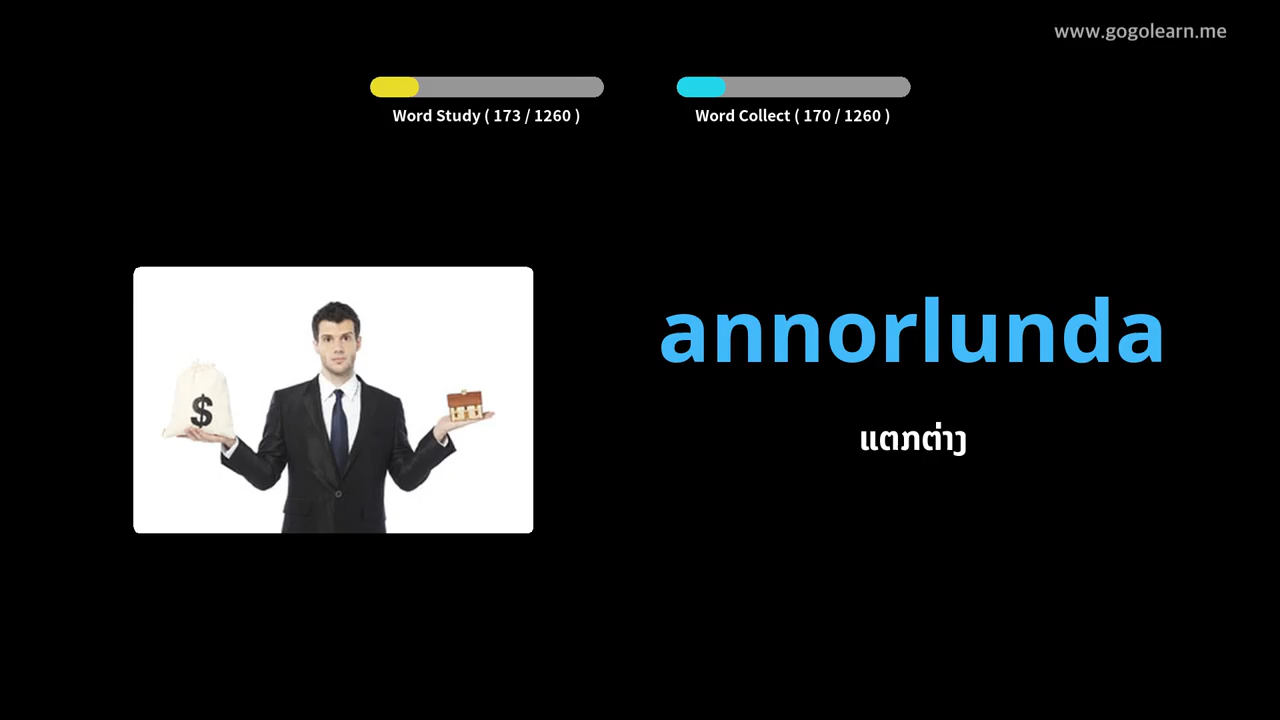 www.gogolearn.me
Word Study ( 173 / 1260 )
Word Collect ( 170 / 1260 )
$
annorlunda
ແຕກຕ່າງ